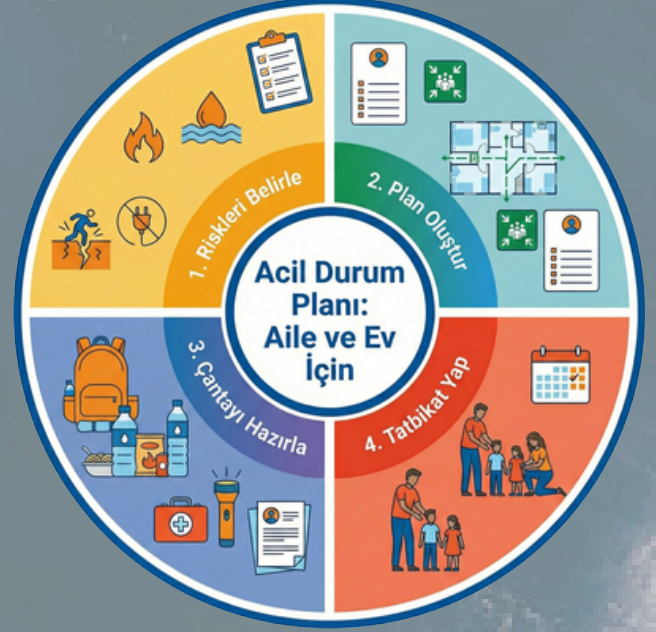 Acil Durum
Planı:
Aile ve Ev
İçin
1. Riskleri Belirle
2. Plan Oluştur
3. Çantayı Hazırla
4. Tatbikat Yap